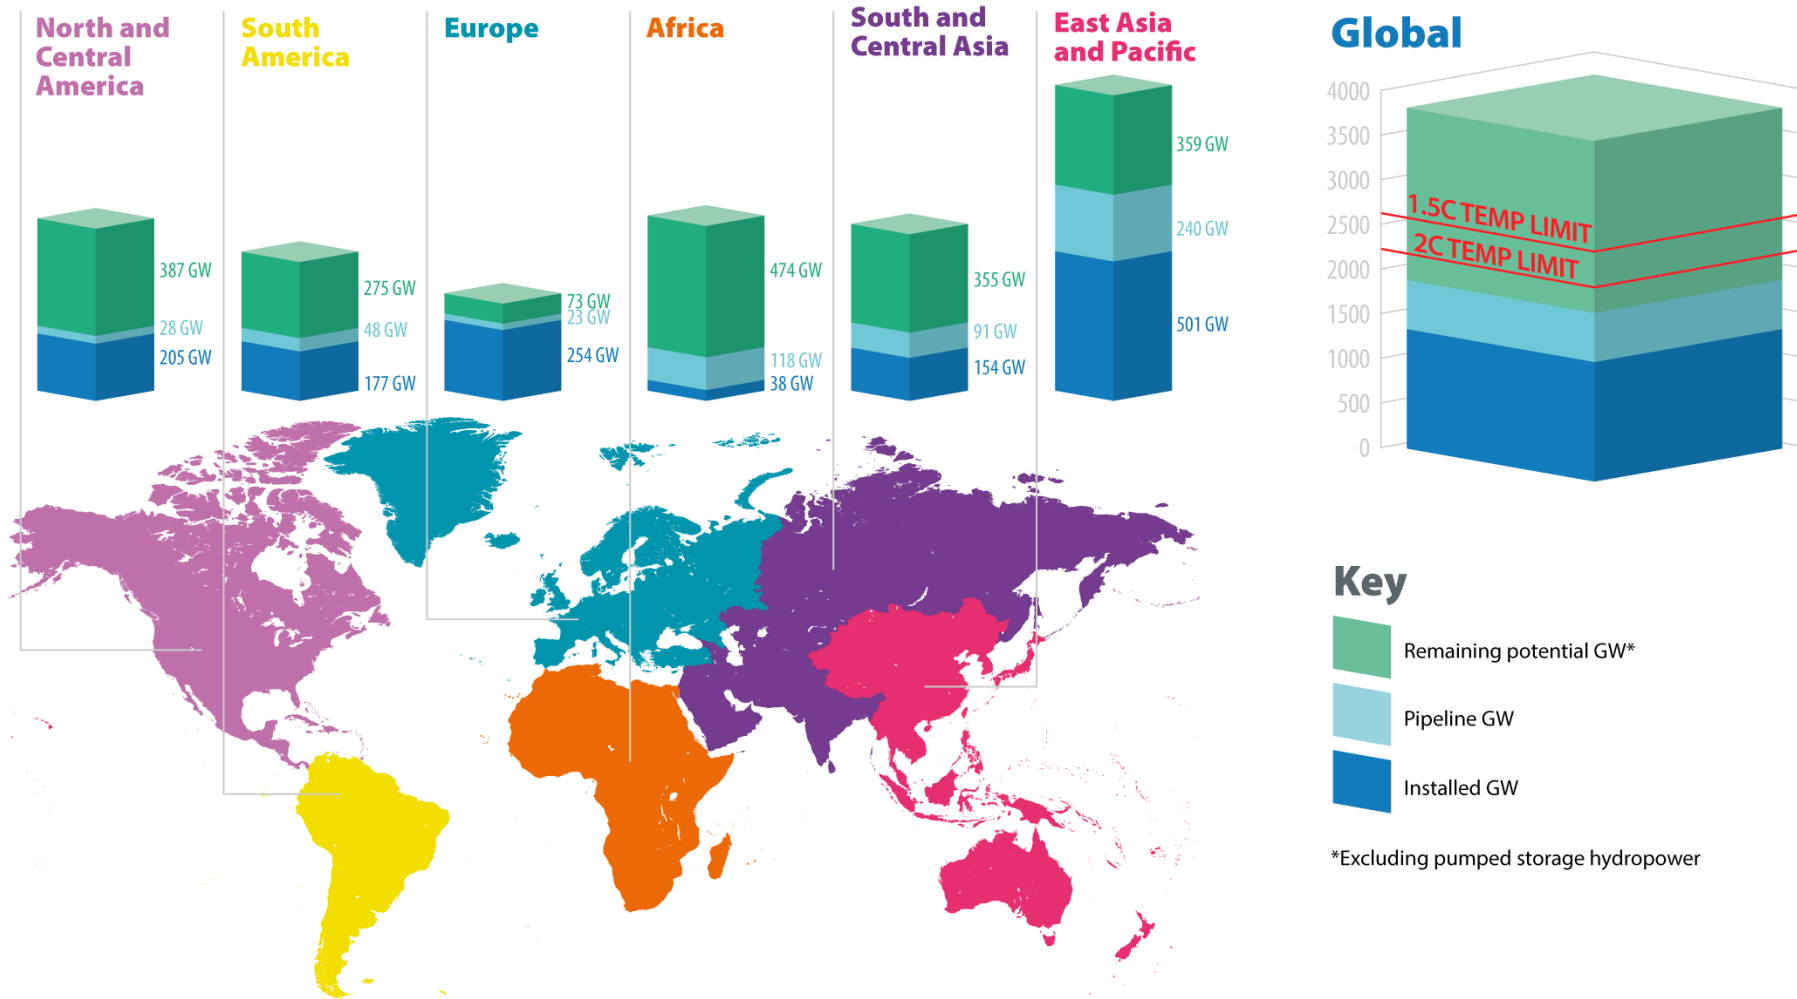 North and
Central
America
387 GW
28 GW
205 GW
South
America
275 GW
48 GW
177 GW
Europe
73 GW
23 GW
254 GW
Africa
474 GW
118 GW
38 GW
South and
Central Asia
355 GW
91 GW
154 GW
East Asia
and Pacific
359 GW
240 GW
501 GW
Global
4000
3500
3000
2500
2000
1500
1000
500
0
1.5C TEMP LIMIT
2C TEMP LIMIT
Key
Remaining potential GW*
Pipeline GW
Installed GW
*Excluding pumped storage hydropower